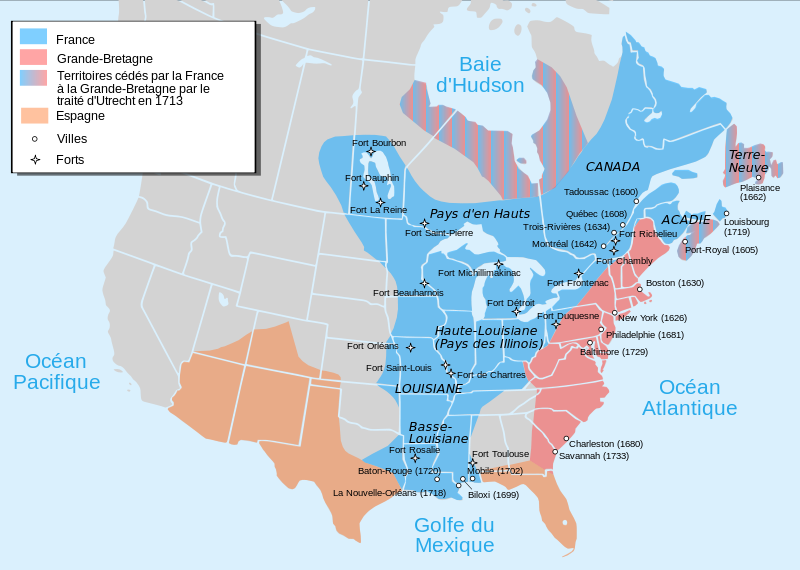 France
Grande-Bretagne
Territoires cédés par la France
à la Grande-Bretagne par le
traité d'Utrecht en 1713
Espagne
Villes
Forts
Baie
d'Hudson
Fort Bourbon
Fort Dauphin
Fort La Reine
Pays d'en Hauts
Fort Saint-Pierre
CANADA
Terre-
Neuve
Plaisance
(1662)
Tadoussac (1600)
Québec (1608)
ACADIE
Louisbourg
(1719)
Trois-Rivières (1634)
Fort Richelieu
Montréal (1642)
Port-Royal (1605)
Fort Chambly
Fort Michillimakinac
Fort Frontenac
Boston (1630)
Fort Beauharnois
Fort Détroit
Fort Duquesne
New York (1626)
Haute-Louisiane
(Pays des Illinois)
Philadelphie (1681)
Fort Orléans
Baltimore (1729)
Fort Saint-Louis
Fort de Chartres
LOUISIANE
Océan
Pacifique
Océan
Atlantique
Basse-
Louisiane
Charleston (1680)
Fort Rosalie
Fort Toulouse
Savannah (1733)
Baton-Rouge (1720)
Mobile (1702)
La Nouvelle-Orléans (1718)
Biloxi (1699)
Golfe du
Mexique